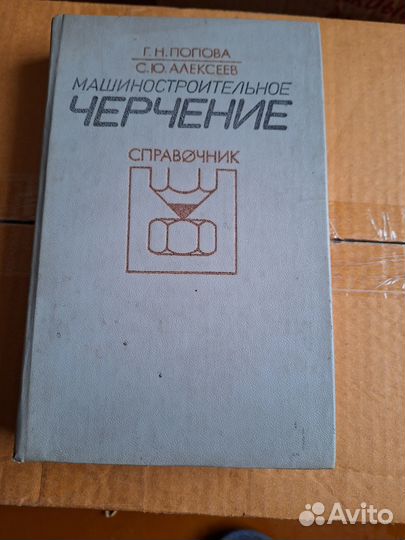 Г.Н.ПОПОВА
С.Ю.АЛЕКСЕЕВ
МАШИНОСТРОИТЕЛЬНОЕ
ЧЕРЧЕНИЕ
СПРАВОЧНИК
Avito